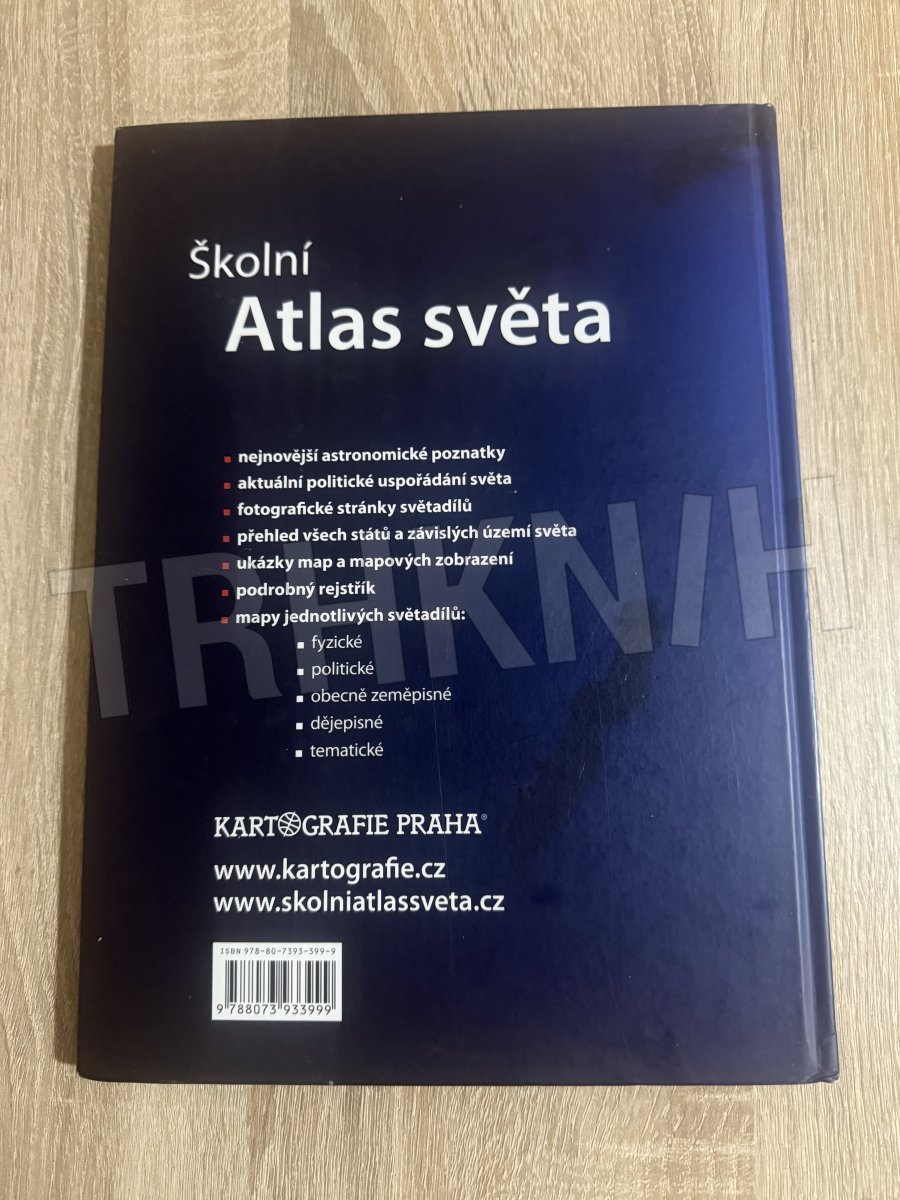 Školní
Atlas světa
nejnovější astronomické poznatky
aktuální politické uspořádání světa
fotografické stránky světadílů
přehled všech států a závislých území světa
ukázky map a mapových zobrazení
podrobný rejstřík
mapy jednotlivých světadílů:
fyzické
politické
obecně zeměpisné
dějepisné
tematické
TRHKNIH
KARTOGRAFIE PRAHA®
www.kartografie.cz
www.skolniatlassveta.cz
ISBN 978-80-7393-399-9
9 788073 933999